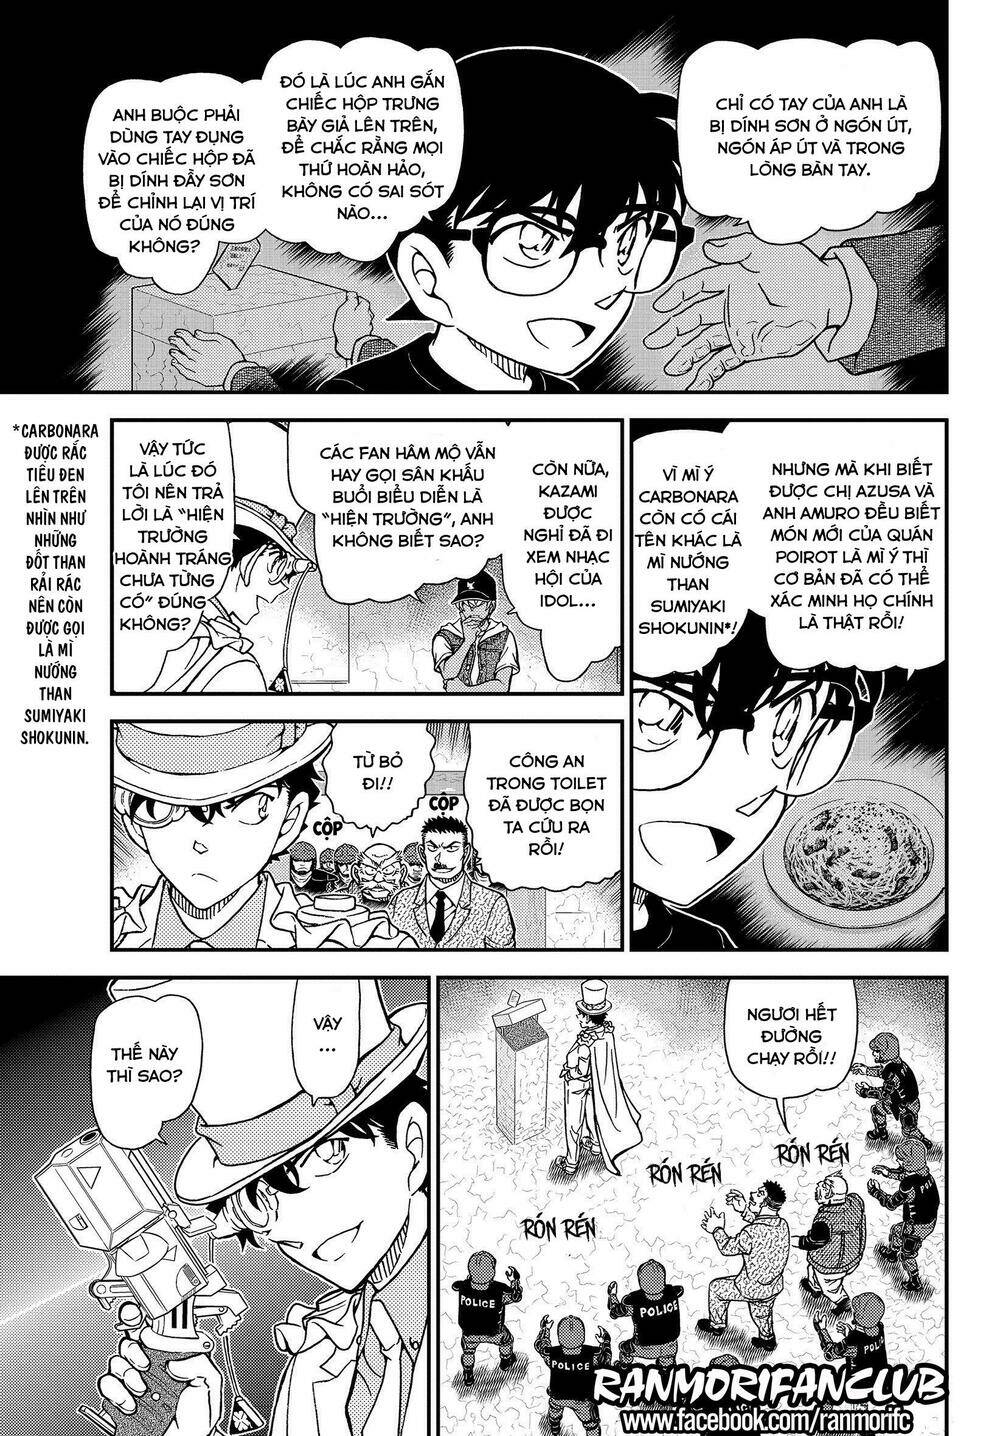 CHỈ CÓ TAY CỦA ANH LÀ
BỊ DÍNH SƠN Ở NGÓN ÚT,
NGÓN ÁP ÚT VÀ TRONG
LÒNG BÀN TAY.
ĐÓ LÀ LÚC ANH GẮN
CHIẾC HỘP TRƯNG
BÀY GIẢ LÊN TRÊN,
ĐỂ CHẮC RẰNG MỌI
THỨ HOÀN HẢO,
KHÔNG CÓ SAI SÓT
NÀO...
ANH BUỘC PHẢI
DÙNG TAY ĐỤNG
VÀO CHIẾC HỘP ĐÃ
BỊ DÍNH ĐẦY SƠN
ĐỂ CHỈNH LẠI VỊ TRÍ
CỦA NÓ ĐÚNG
KHÔNG?
NHƯNG MÀ KHI BIẾT
ĐƯỢC CHỊ AZUSA VÀ
ANH AMURO ĐỀU BIẾT
MÓN MỚI CỦA QUÁN
POIROT LÀ MÌ Ý THÌ
CƠ BẢN ĐÃ CÓ THỂ
XÁC MINH HỌ CHÍNH
LÀ THẬT RỒI!
VÌ MÌ Ý
CARBONARA
CÒN CÓ CÁI
TÊN KHÁC LÀ
MÌ NƯỚNG
THAN
SUMIYAKI
SHOKUNIN*!
CÒN NỮA,
KAZAMI
ĐƯỢC
NGHỈ ĐÃ ĐI
XEM NHẠC
HỘI CỦA
IDOL...
CÁC FAN HÂM MỘ VẪN
HAY GỌI SÂN KHẤU
BUỔI BIỂU DIỄN LÀ
“HIỆN TRƯỜNG”, ANH
KHÔNG BIẾT SAO?
VẬY TỨC
LÀ LÚC ĐÓ
TÔI NÊN TRẢ
LỜI LÀ “HIỆN
TRƯỜNG
HOÀNH TRÁNG
CHƯA TỪNG
CÓ” ĐÚNG
KHÔNG?
*CARBONARA
ĐƯỢC RẮC
TIÊU ĐEN
LÊN TRÊN
NHÌN NHƯ
NHỮNG
ĐỐT THAN
RẢI RÁC
NÊN CÒN
ĐƯỢC GỌI
LÀ MÌ
NƯỚNG
THAN
SUMIYAKI
SHOKUNIN.
CÔNG AN
TRONG TOILET
ĐÃ ĐƯỢC BỌN
TA CỨU RA
RỒI!
TỪ BỎ
ĐI!!
CỘP
CỘP
NGƯƠI HẾT
ĐƯỜNG
CHẠY RỒI!!
RÓN RÉN
RÓN RÉN
RÓN RÉN
POLICE
POLICE
POLICE
VẬY
...
THẾ NÀY
THÌ SAO?
RANMORIFANCLUB
www.facebook.com/ranmorifc